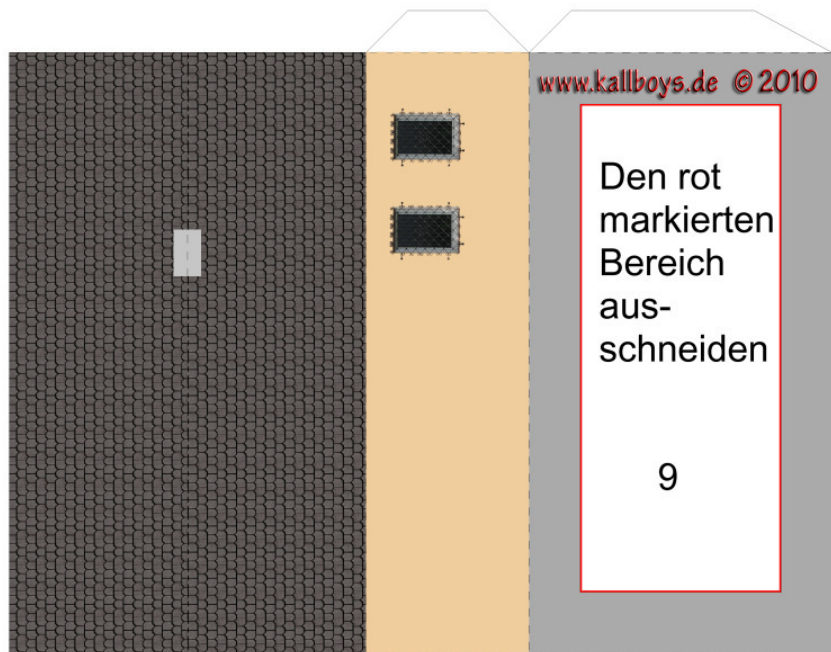 www.kallboys.de © 2010
Den rot
markierten
Bereich
aus-
schneiden
9